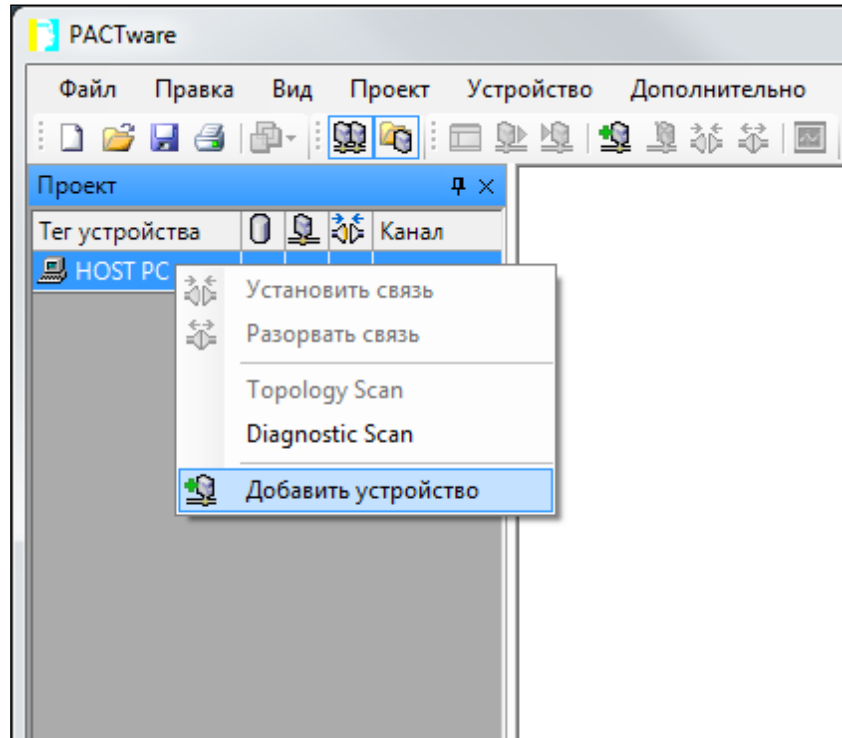 PACTware
Файл Правка Вид Проект Устройство Дополнительно
Проект
Тег устройства Канал
HOST PC
Установить связь
Разорвать связь
Topology Scan
Diagnostic Scan
Добавить устройство